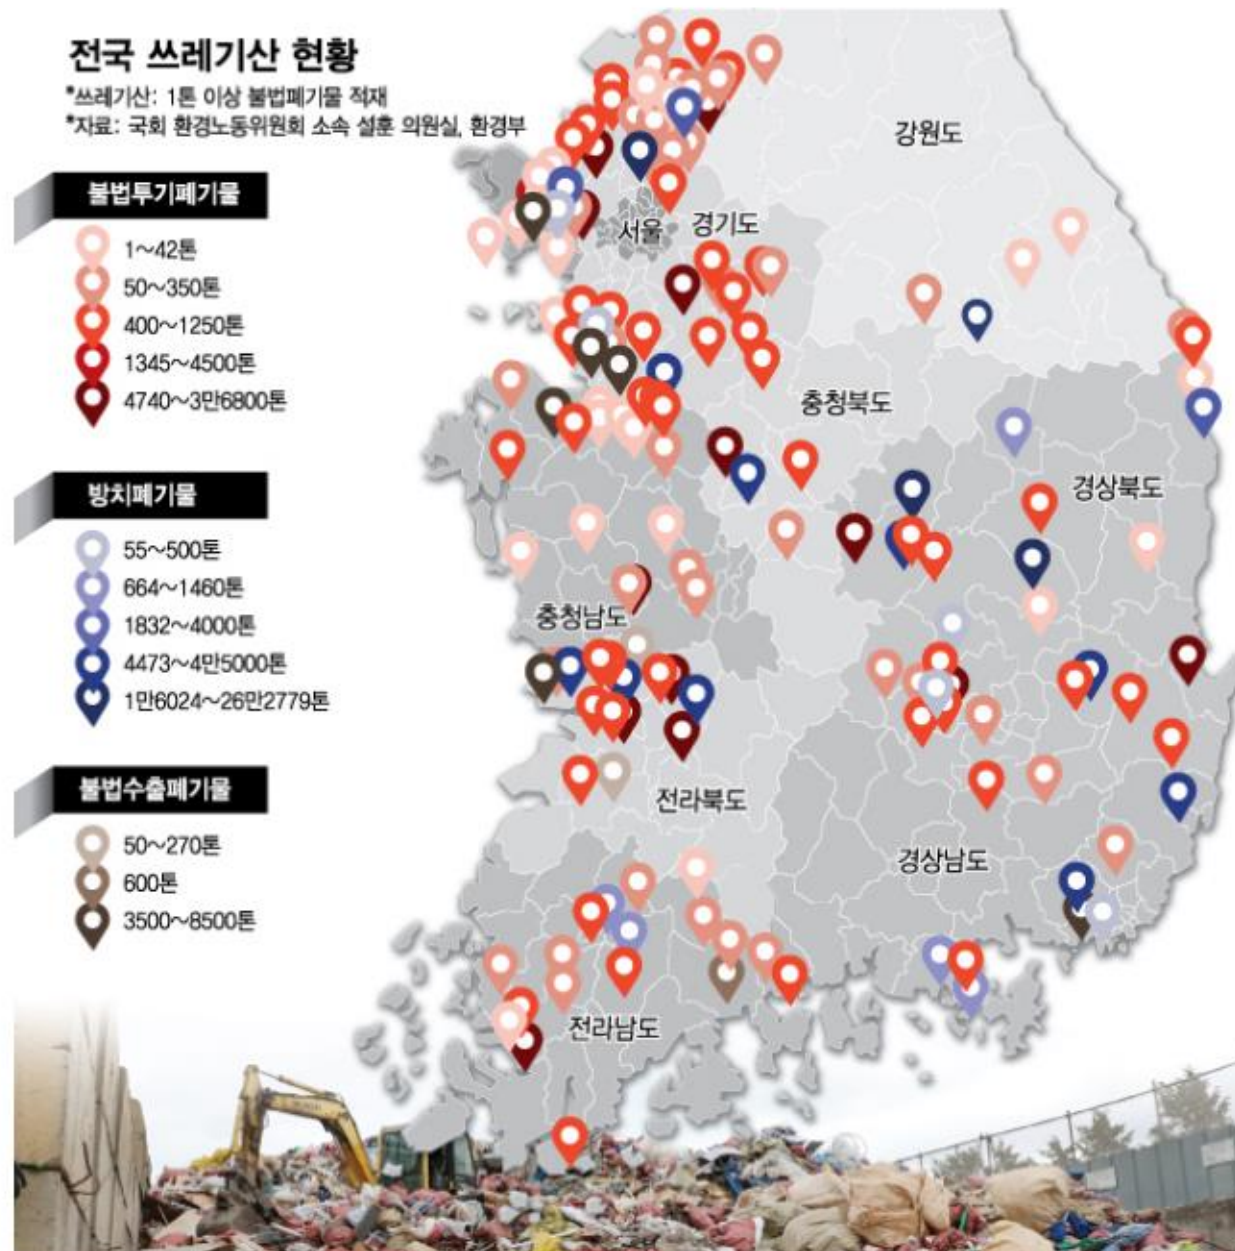 전국 쓰레기산 현황
*쓰레기산: 1톤 이상 불법폐기물 적재
*자료: 국회 환경노동위원회 소속 설훈 의원실, 환경부
불법투기폐기물
1~42톤
50~350톤
400~1250톤
1345~4500톤
4740~3만6800톤
방치폐기물
55~500톤
664~1460톤
1832~4000톤
4473~4만5000톤
1만6024~26만2779톤
불법수출폐기물
50~270톤
600톤
3500~8500톤
강원도
서울
경기도
충청북도
경상북도
충청남도
전라북도
경상남도
전라남도